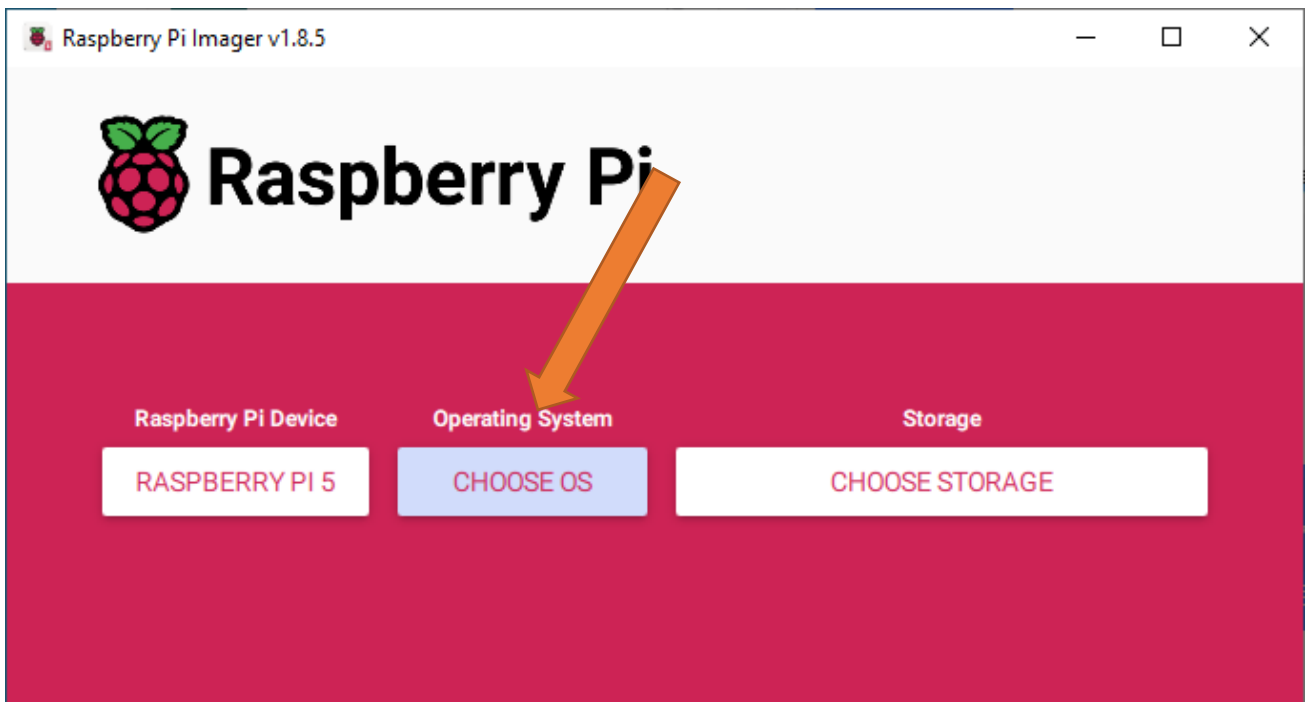 Raspberry Pi Imager v1.8.5
Raspberry Pi
Raspberry Pi Device
Operating System
Storage
RASPBERRY PI 5
CHOOSE OS
CHOOSE STORAGE